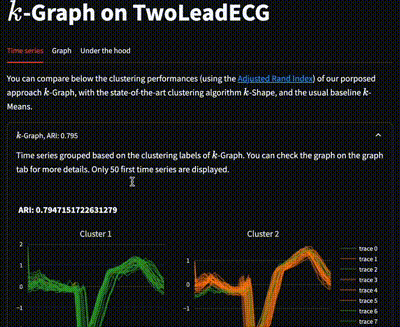 k-Graph on TwoLeadECG
Time series Graph Under the hood
You can compare below the clustering performances (using the Adjusted Rand Index) of our porposed
approach k-Graph, with the state-of-the-art clustering algorithm k-Shape, and the usual baseline k-
Means.
k-Graph, ARI: 0.795
Time series grouped based on the clustering labels of k-Graph. You can check the graph on the graph
tab for more details. Only 50 first time series are displayed.
ARI: 0.7947151722631279
Cluster 1 Cluster 2
2
1
0
−1
1
0
−1
trace 0
trace 1
trace 2
trace 3
trace 4
trace 5
trace 6
trace 7